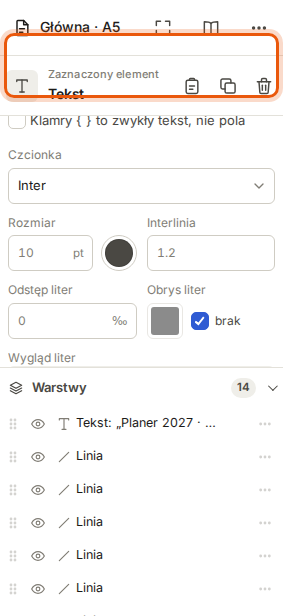 Główna · A5
Zaznaczony element
Tekst
Klamry { } to zwykły tekst, nie pola
Czcionka
Inter
Rozmiar
Interlinia
10 pt
1.2
Odstęp liter
Obrys liter
0 ‰
brak
Wygląd liter
Warstwy
14
Tekst: „Planer 2027 · ...
Linia
Linia
Linia
Linia
Linia